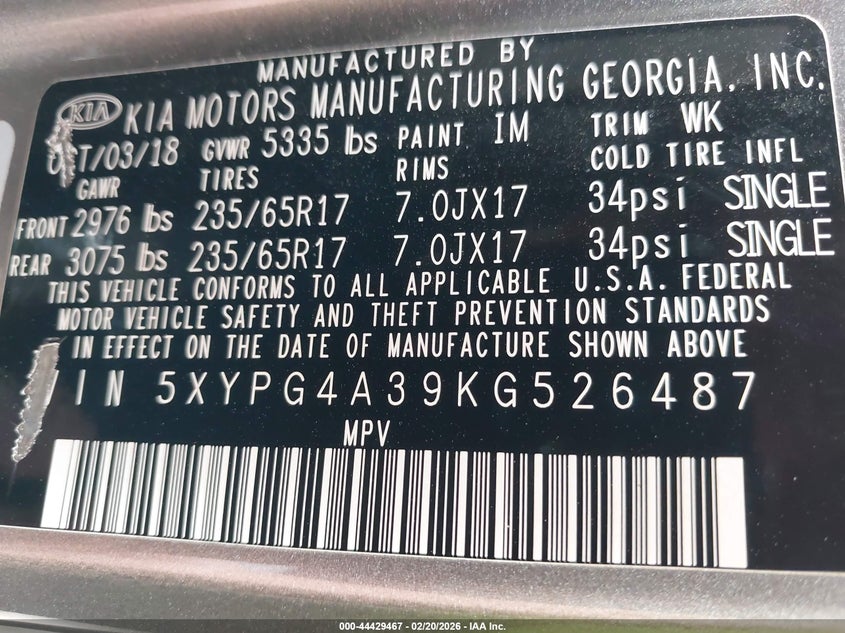 MANUFACTURED BY
KIA KIA MOTORS MANUFACTURING GEORGIA, INC.
T/03/18 GVWR 5335 lbs PAINT IM TRIM WK
GAWR TIRES RIMS COLD TIRE INFL
FRONT 2976 lbs 235/65R17 7.0JX17 34psi SINGLE
REAR 3075 lbs 235/65R17 7.0JX17 34psi SINGLE
THIS VEHICLE CONFORMS TO ALL APPLICABLE U.S.A. FEDERAL
MOTOR VEHICLE SAFETY AND THEFT PREVENTION STANDARDS
IN EFFECT ON THE DATE OF MANUFACTURE SHOWN ABOVE
IN 5XYPG4A39KG526487
MPV
000-44429467 - 02/20/2026 - IAA Inc.